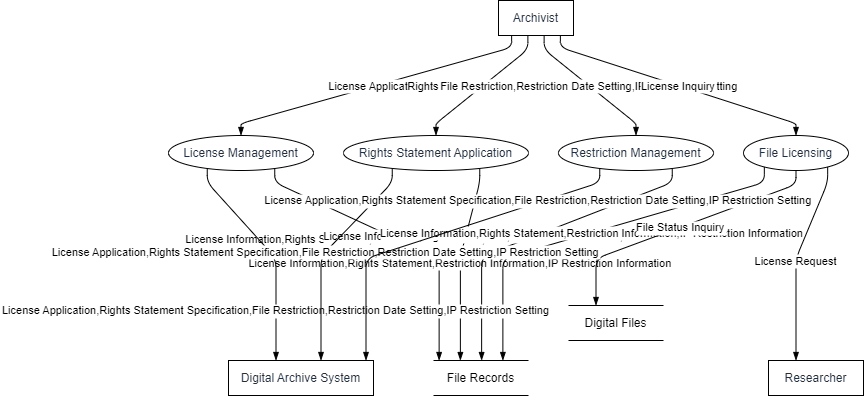 Archivist
License Applicat
Rights
File Restriction,Restriction Date Setting,I
License Inquiry
tting
License Management
Rights Statement Application
Restriction Management
File Licensing
License Application,Rights Statement Specification,File Restriction,Restriction Date Setting,IP Restriction Setting
File Status Inquiry
License Information,Rights Statement,Restriction Information
License Information,Rights S
License Info
License Application,Rights Statement Specification,File Restriction,Restriction Date Setting,IP Restriction Setting
License Request
License Information,Rights Statement,Restriction Information,IP Restriction Information
License Application,Rights Statement Specification,File Restriction,Restriction Date Setting,IP Restriction Setting
Digital Files
Digital Archive System
File Records
Researcher